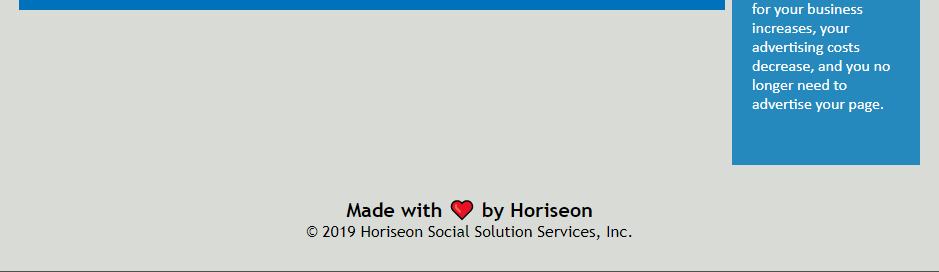 for your business
increases, your
advertising costs
decrease, and you no
longer need to
advertise your page.
Made with ❤️ by Horiseon
© 2019 Horiseon Social Solution Services, Inc.